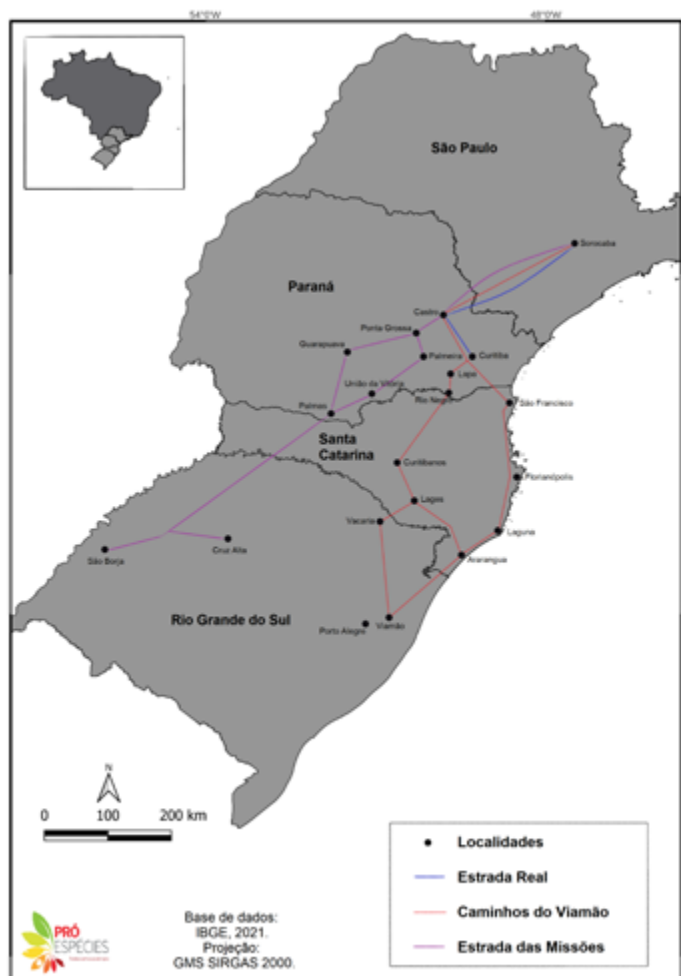 54°0'W
48°0'W
São Paulo
Sorocaba
Paraná
Castro
Ponta Grossa
Guarapuava
Palmeira
Curitiba
Lapa
União da Vitória
Rio Negro
São Francisco
Palmas
Santa
Catarina
Curitibanos
Florianópolis
Lages
Vacaria
Laguna
Cruz Alta
São Borja
Ararangua
Rio Grande do Sul
Porto Alegre
Viamão
N
0 100 200 km
Localidades
Estrada Real
Caminhos do Viamão
Estrada das Missões
PRÓ
ESPÉCIES
Base de dados:
IBGE, 2021.
Projeção:
GMS SIRGAS 2000.